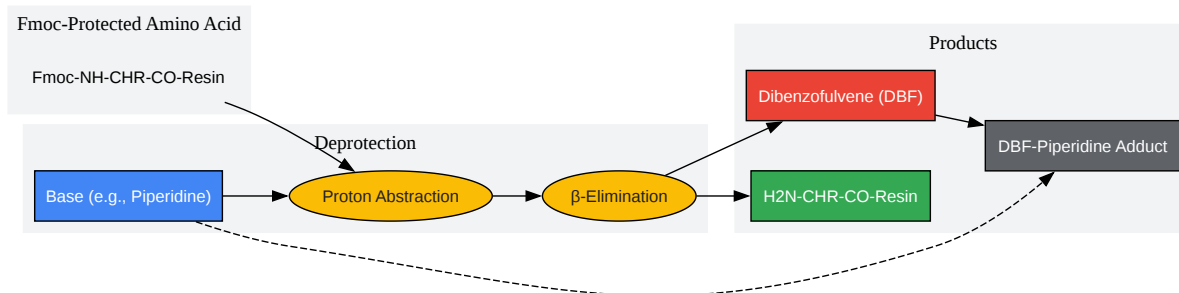 Fmoc-Protected Amino Acid
Fmoc-NH-CHR-CO-Resin
Deprotection
Base (e.g., Piperidine)
Proton Abstraction
β-Elimination
Products
Dibenzofulvene (DBF)
DBF-Piperidine Adduct
H2N-CHR-CO-Resin